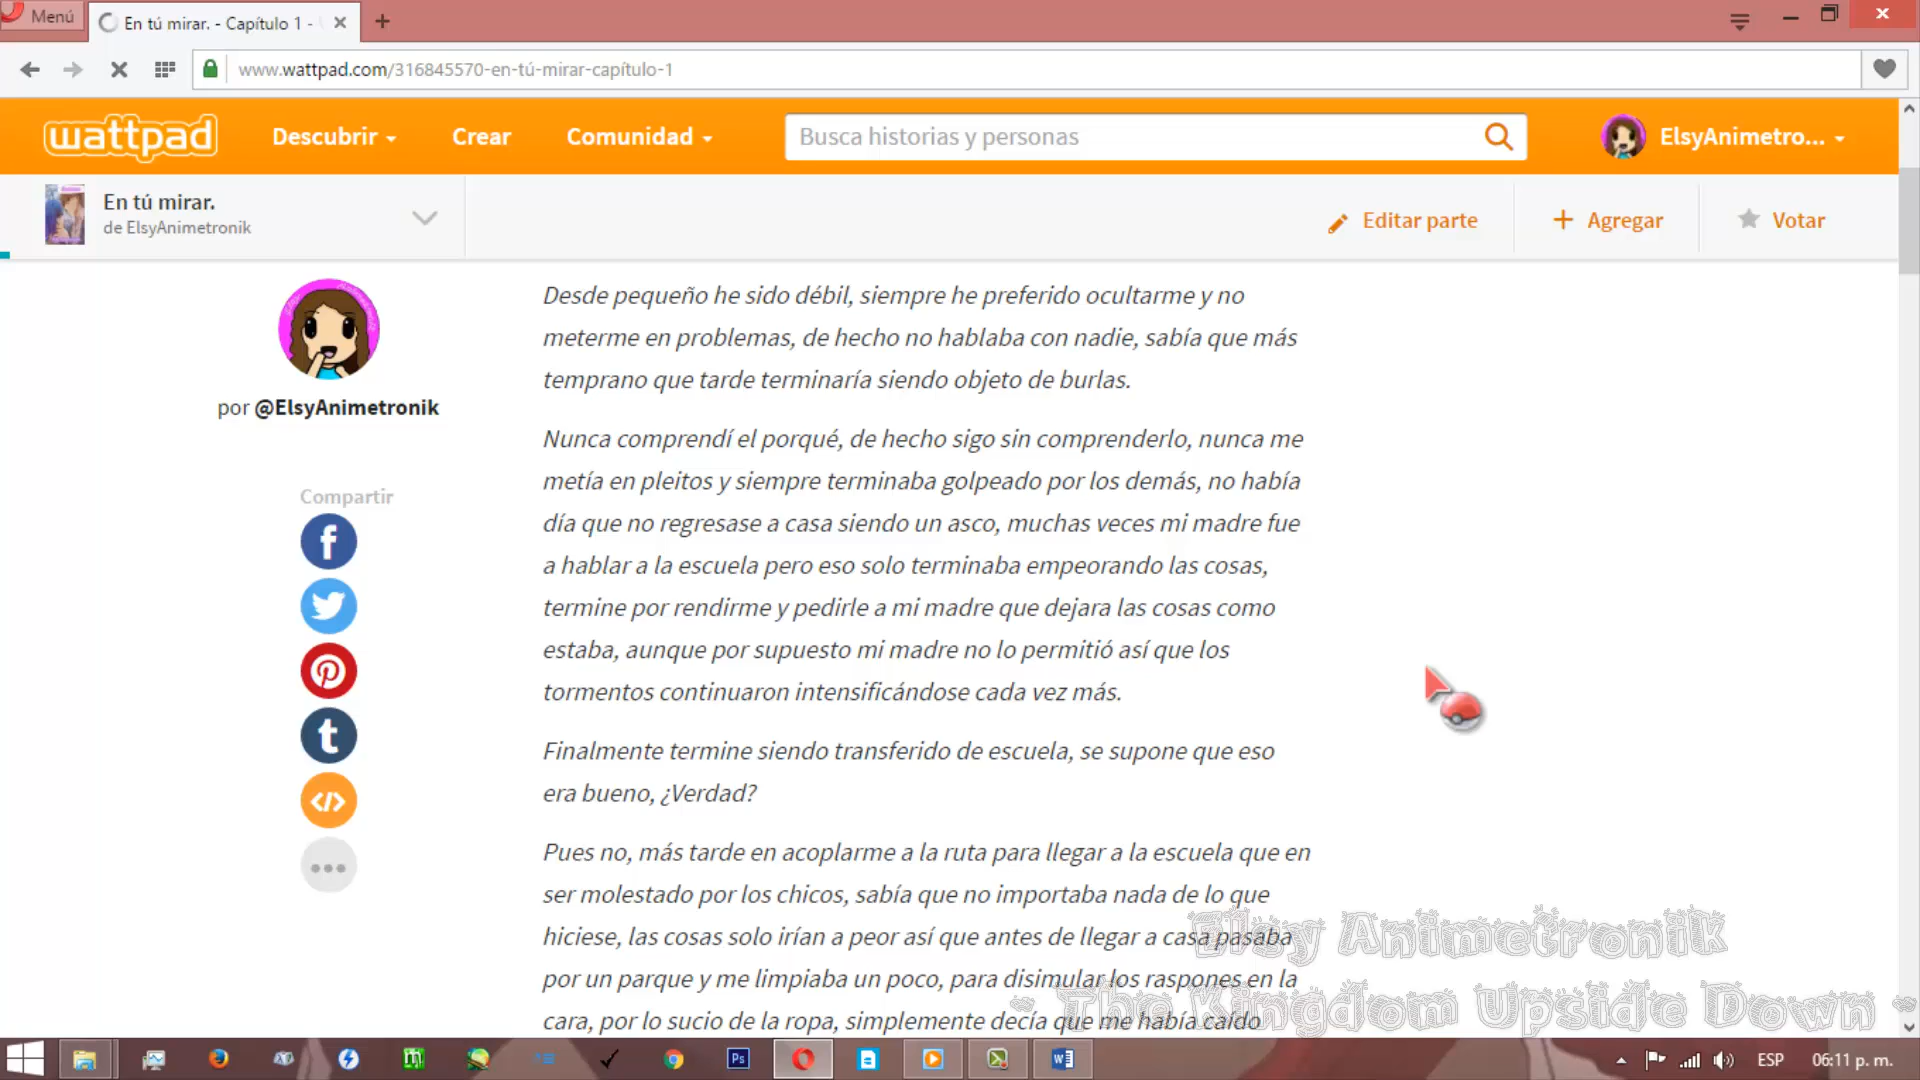 Menú
En tú mirar. - Capítulo 1 -
www.wattpad.com/316845570-en-tú-mirar-capítulo-1
wattpad
Descubrir
Crear
Comunidad
Busca historias y personas
ElsyAnimetro...
En tú mirar.
de ElsyAnimetronik
Editar parte
Agregar
Votar
por @ElsyAnimetronik
Compartir
Desde pequeño he sido débil, siempre he preferido ocultarme y no
meterme en problemas, de hecho no hablaba con nadie, sabía que más
temprano que tarde terminaría siendo objeto de burlas.
Nunca comprendí el porqué, de hecho sigo sin comprenderlo, nunca me
metía en pleitos y siempre terminaba golpeado por los demás, no había
día que no regresase a casa siendo un asco, muchas veces mi madre fue
a hablar a la escuela pero eso solo terminaba empeorando las cosas,
termine por rendirme y pedirle a mi madre que dejara las cosas como
estaba, aunque por supuesto mi madre no lo permitió así que los
tormentos continuaron intensificándose cada vez más.
Finalmente termine siendo transferido de escuela, se supone que eso
era bueno, ¿Verdad?
Pues no, más tarde en acoplarme a la ruta para llegar a la escuela que en
ser molestado por los chicos, sabía que no importaba nada de lo que
hiciese, las cosas solo irían a peor así que antes de llegar a casa pasaba
por un parque y me limpiaba un poco, para disimular los raspones en la
cara, por lo sucio de la ropa, simplemente decía que me había caído
Elsy Animetronik
~ The Kingdom Upside Down ~
Ps
ESP
06:11 p. m.